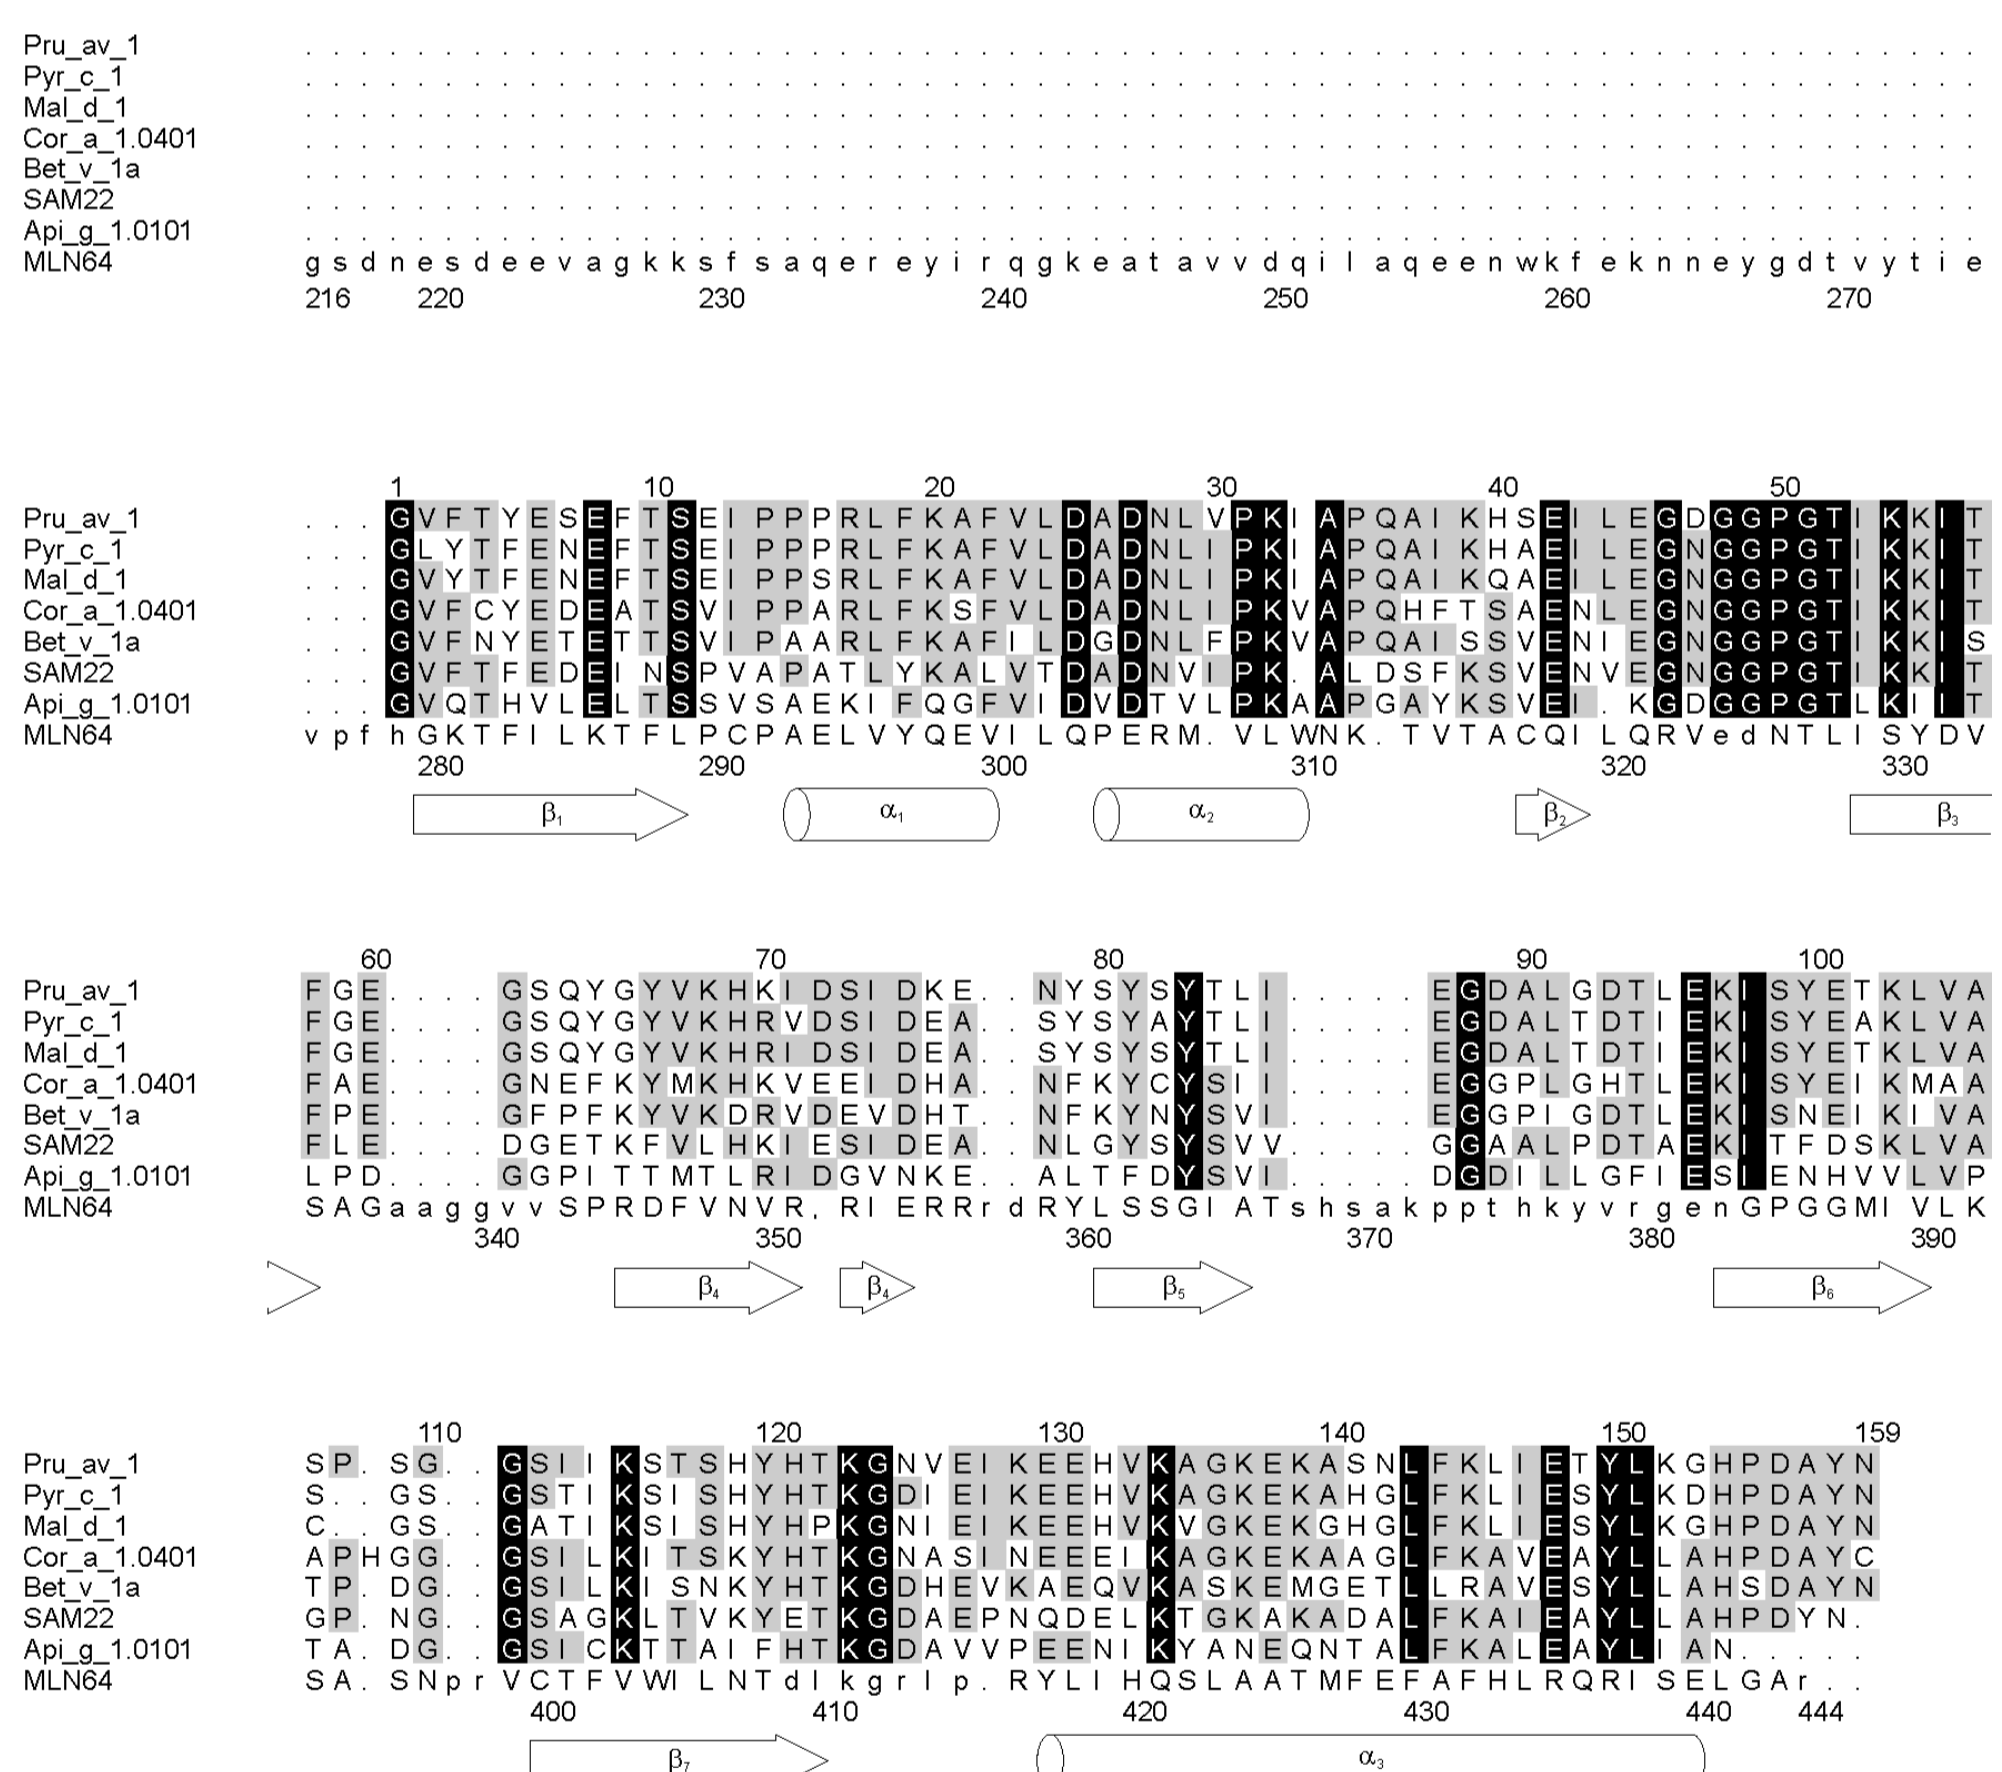 Pru_av_1 . . . . . . . . . . . . . . . . . . . . . . . . . . . . . . . . . . . . . . . . . . . . . . . . . . . . . . . . . . . .
Pyr_c_1 . . . . . . . . . . . . . . . . . . . . . . . . . . . . . . . . . . . . . . . . . . . . . . . . . . . . . . . . . . . .
Mal_d_1 . . . . . . . . . . . . . . . . . . . . . . . . . . . . . . . . . . . . . . . . . . . . . . . . . . . . . . . . . . . .
Cor_a_1.0401 . . . . . . . . . . . . . . . . . . . . . . . . . . . . . . . . . . . . . . . . . . . . . . . . . . . . . . . . . . . .
Bet_v_1a . . . . . . . . . . . . . . . . . . . . . . . . . . . . . . . . . . . . . . . . . . . . . . . . . . . . . . . . . . . .
SAM22 . . . . . . . . . . . . . . . . . . . . . . . . . . . . . . . . . . . . . . . . . . . . . . . . . . . . . . . . . . . .
Api_g_1.0101 . . . . . . . . . . . . . . . . . . . . . . . . . . . . . . . . . . . . . . . . . . . . . . . . . . . . . . . . . . . .
MLN64 g s d n e s d e e v a g k k s f s a q e r e y i r q g k e a t a v v d q i l a q e e n w k f e k n n e y g d t v y t i e
216 220 230 240 250 260 270
1 10 20 30 40 50
Pru_av_1 . . . G V F T Y E S E F T S E I P P P R L F K A F V L D A D N L V P K I A P Q A I K H S E I L E G D G G P G T I K K I T
Pyr_c_1 . . . G L Y T F E N E F T S E I P P P R L F K A F V L D A D N L I P K I A P Q A I K H A E I L E G N G G P G T I K K I T
Mal_d_1 . . . G V Y T F E N E F T S E I P P S R L F K A F V L D A D N L I P K I A P Q A I K Q A E I L E G N G G P G T I K K I T
Cor_a_1.0401 . . . G V F C Y E D E A T S V I P P A R L F K S F V L D A D N L I P K V A P Q H F T S A E N L E G N G G P G T I K K I T
Bet_v_1a . . . G V F N Y E T E T T S V I P A A R L F K A F I L D G D N L F P K V A P Q A I S S V E N I E G N G G P G T I K K I S
SAM22 . . . G V F T F E D E I N S P V A P A T L Y K A L V T D A D N V I P K . A L D S F K S V E N V E G N G G P G T I K K I T
Api_g_1.0101 . . . G V Q T H V L E L T S S V S A E K I F Q G F V I D V D T V L P K A A P G A Y K S V E I . K G D G G P G T L K I I T
MLN64 v p f h G K T F I L K T F L P C P A E L V Y Q E V I L Q P E R M . V L W N K . T V T A C Q I L Q R V e d N T L I S Y D V
280 290 300 310 320 330
β1 α1 α2 β2 β3
60 70 80 90 100
Pru_av_1 F G E . . . . G S Q Y G Y V K H K I D S I D K E . . N Y S Y S Y T L I . . . . . E G D A L G D T L E K I S Y E T K L V A
Pyr_c_1 F G E . . . . G S Q Y G Y V K H R V D S I D E A . . S Y S Y A Y T L I . . . . . E G D A L T D T I E K I S Y E A K L V A
Mal_d_1 F G E . . . . G S Q Y G Y V K H R I D S I D E A . . S Y S Y S Y T L I . . . . . E G D A L T D T I E K I S Y E T K L V A
Cor_a_1.0401 F A E . . . . G N E F K Y M K H K V E E I D H A . . N F K Y C Y S I I . . . . . E G G P L G H T L E K I S Y E I K M A A
Bet_v_1a F P E . . . . G F P F K Y V K D R V D E V D H T . . N F K Y N Y S V I . . . . . E G G P I G D T L E K I S N E I K I V A
SAM22 F L E . . . . D G E T K F V L H K I E S I D E A . . N L G Y S Y S V V . . . . . G G A A L P D T A E K I T F D S K L V A
Api_g_1.0101 L P D . . . . G G P I T T M T L R I D G V N K E . . A L T F D Y S V I . . . . . D G D I L L G F I E S I E N H V V L V P
MLN64 S A G a a g g v v S P R D F V N V R . R I E R R r d R Y L S S G I A T s h s a k p p t h k y v r g e n G P G G M I V L K
340 350 360 370 380 390
β4 β4 β5 β6
110 120 130 140 150 159
Pru_av_1 S P . S G . . G S I I K S T S H Y H T K G N V E I K E E H V K A G K E K A S N L F K L I E T Y L K G H P D A Y N
Pyr_c_1 S . . G S . . G S T I K S I S H Y H T K G D I E I K E E H V K A G K E K A H G L F K L I E S Y L K D H P D A Y N
Mal_d_1 C . . G S . . G A T I K S I S H Y H P K G N I E I K E E H V K V G K E K G H G L F K L I E S Y L K G H P D A Y N
Cor_a_1.0401 A P H G G . . G S I L K I T S K Y H T K G N A S I N E E E I K A G K E K A A G L F K A V E A Y L L A H P D A Y C
Bet_v_1a T P . D G . . G S I L K I S N K Y H T K G D H E V K A E Q V K A S K E M G E T L L R A V E S Y L L A H S D A Y N
SAM22 G P . N G . . G S A G K L T V K Y E T K G D A E P N Q D E L K T G K A K A D A L F K A I E A Y L L A H P D Y N .
Api_g_1.0101 T A . D G . . G S I C K T T A I F H T K G D A V V P E E N I K Y A N E Q N T A L F K A L E A Y L I A N . . . . .
MLN64 S A . S N p r V C T F V W I L N T d l k g r l p . R Y L I H Q S L A A T M F E F A F H L R Q R I S E L G A r . .
400 410 420 430 440 444
β7 α3